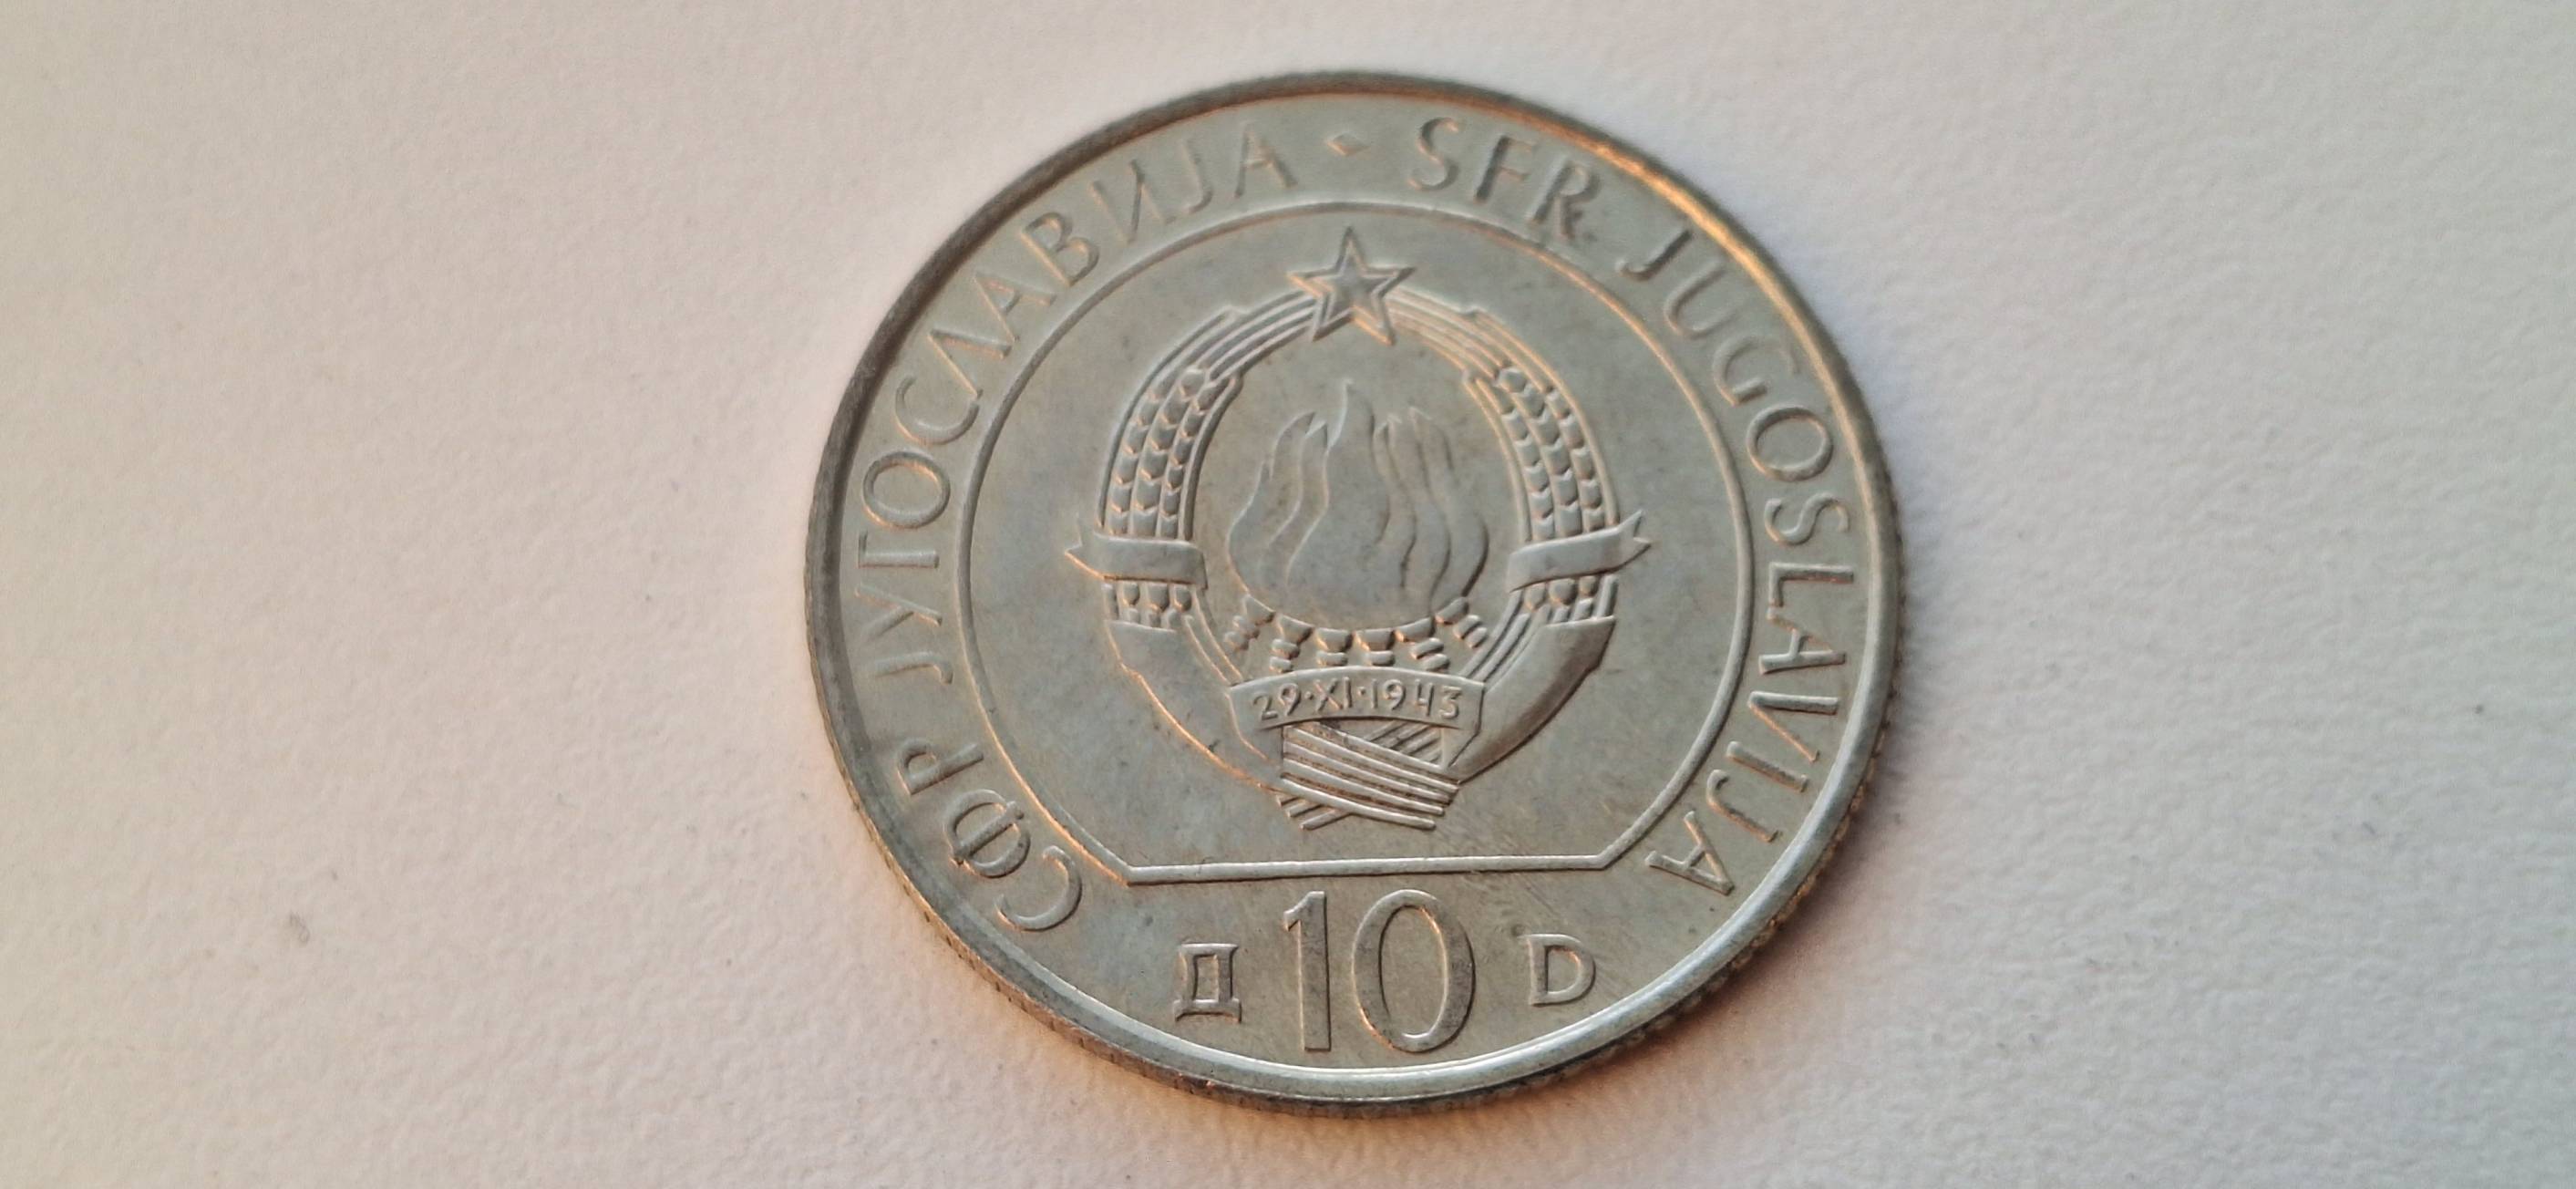 СФР ЈУГОСЛАВИЈА · SFR JUGOSLAVIJA
29·XI·1943
Д 10 D